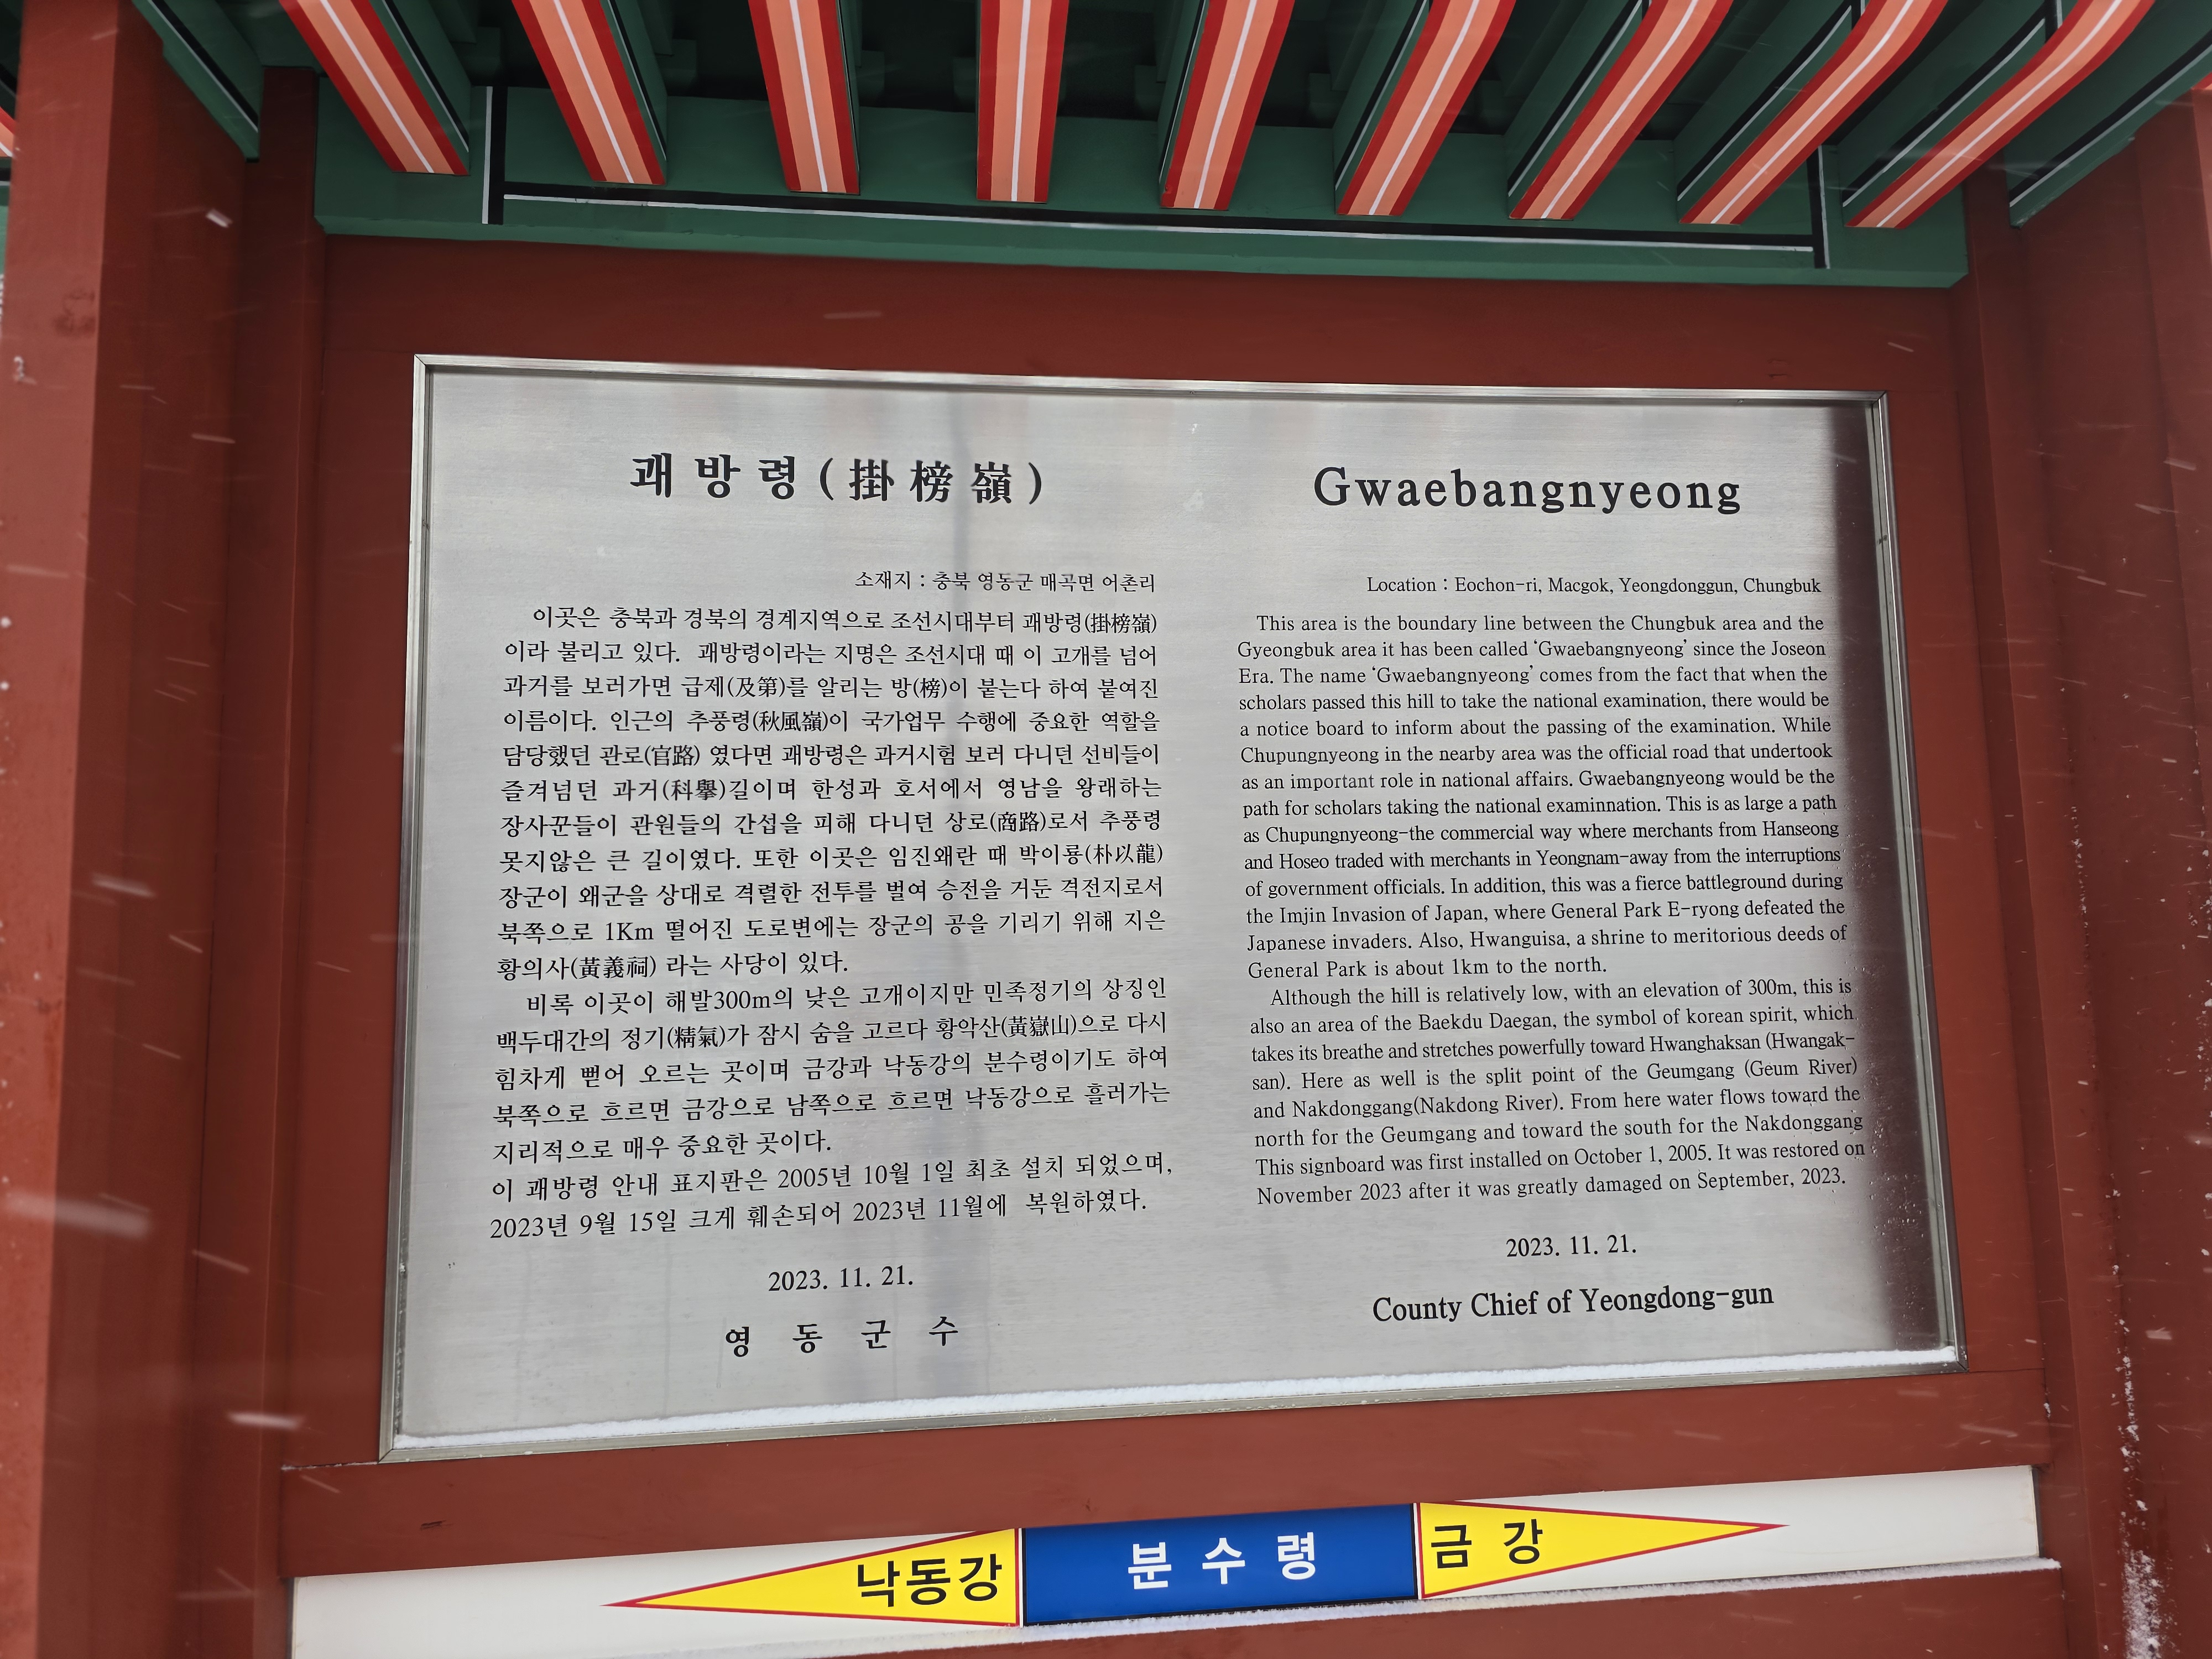 괘방령(掛榜嶺)
소재지 : 충북 영동군 매곡면 어촌리
이곳은 충북과 경북의 경계지역으로 조선시대부터 괘방령(掛榜嶺)
이라 불리고 있다. 괘방령이라는 지명은 조선시대 때 이 고개를 넘어
과거를 보러가면 급제(及第)를 알리는 방(榜)이 붙는다 하여 붙여진
이름이다. 인근의 추풍령(秋風嶺)이 국가업무 수행에 중요한 역할을
담당했던 관로(官路) 였다면 괘방령은 과거시험 보러 다니던 선비들이
즐겨넘던 과거(科擧)길이며 한성과 호서에서 영남을 왕래하는
장사꾼들이 관원들의 간섭을 피해 다니던 상로(商路)로서 추풍령
못지않은 큰 길이였다. 또한 이곳은 임진왜란 때 박이룡(朴以龍)
장군이 왜군을 상대로 격렬한 전투를 벌여 승전을 거둔 격전지로서
북쪽으로 1Km 떨어진 도로변에는 장군의 공을 기리기 위해 지은
황의사(黃義祠) 라는 사당이 있다.
비록 이곳이 해발300m의 낮은 고개이지만 민족정기의 상징인
백두대간의 정기(精氣)가 잠시 숨을 고르다 황악산(黃嶽山)으로 다시
힘차게 뻗어 오르는 곳이며 금강과 낙동강의 분수령이기도 하여
북쪽으로 흐르면 금강으로 남쪽으로 흐르면 낙동강으로 흘러가는
지리적으로 매우 중요한 곳이다.
이 괘방령 안내 표지판은 2005년 10월 1일 최초 설치 되었으며,
2023년 9월 15일 크게 훼손되어 2023년 11월에 복원하였다.
2023. 11. 21.
영 동 군 수
Gwaebangnyeong
Location : Eochon-ri, Macgok, Yeongdonggun, Chungbuk
This area is the boundary line between the Chungbuk area and the
Gyeongbuk area it has been called 'Gwaebangnyeong' since the Joseon
Era. The name 'Gwaebangnyeong' comes from the fact that when the
scholars passed this hill to take the national examination, there would be
a notice board to inform about the passing of the examination. While
Chupungnyeong in the nearby area was the official road that undertook
as an important role in national affairs. Gwaebangnyeong would be the
path for scholars taking the national examinnation. This is as large a path
as Chupungnyeong-the commercial way where merchants from Hanseong
and Hoseo traded with merchants in Yeongnam-away from the interruptions
of government officials. In addition, this was a fierce battleground during
the Imjin Invasion of Japan, where General Park E-ryong defeated the
Japanese invaders. Also, Hwanguisa, a shrine to meritorious deeds of
General Park is about 1km to the north.
Although the hill is relatively low, with an elevation of 300m, this is
also an area of the Baekdu Daegan, the symbol of korean spirit, which
takes its breathe and stretches powerfully toward Hwanghaksan (Hwangak-
san). Here as well is the split point of the Geumgang (Geum River)
and Nakdonggang(Nakdong River). From here water flows toward the
north for the Geumgang and toward the south for the Nakdonggang
This signboard was first installed on October 1, 2005. It was restored on
November 2023 after it was greatly damaged on September, 2023.
2023. 11. 21.
County Chief of Yeongdong-gun
낙동강 분수령 금강